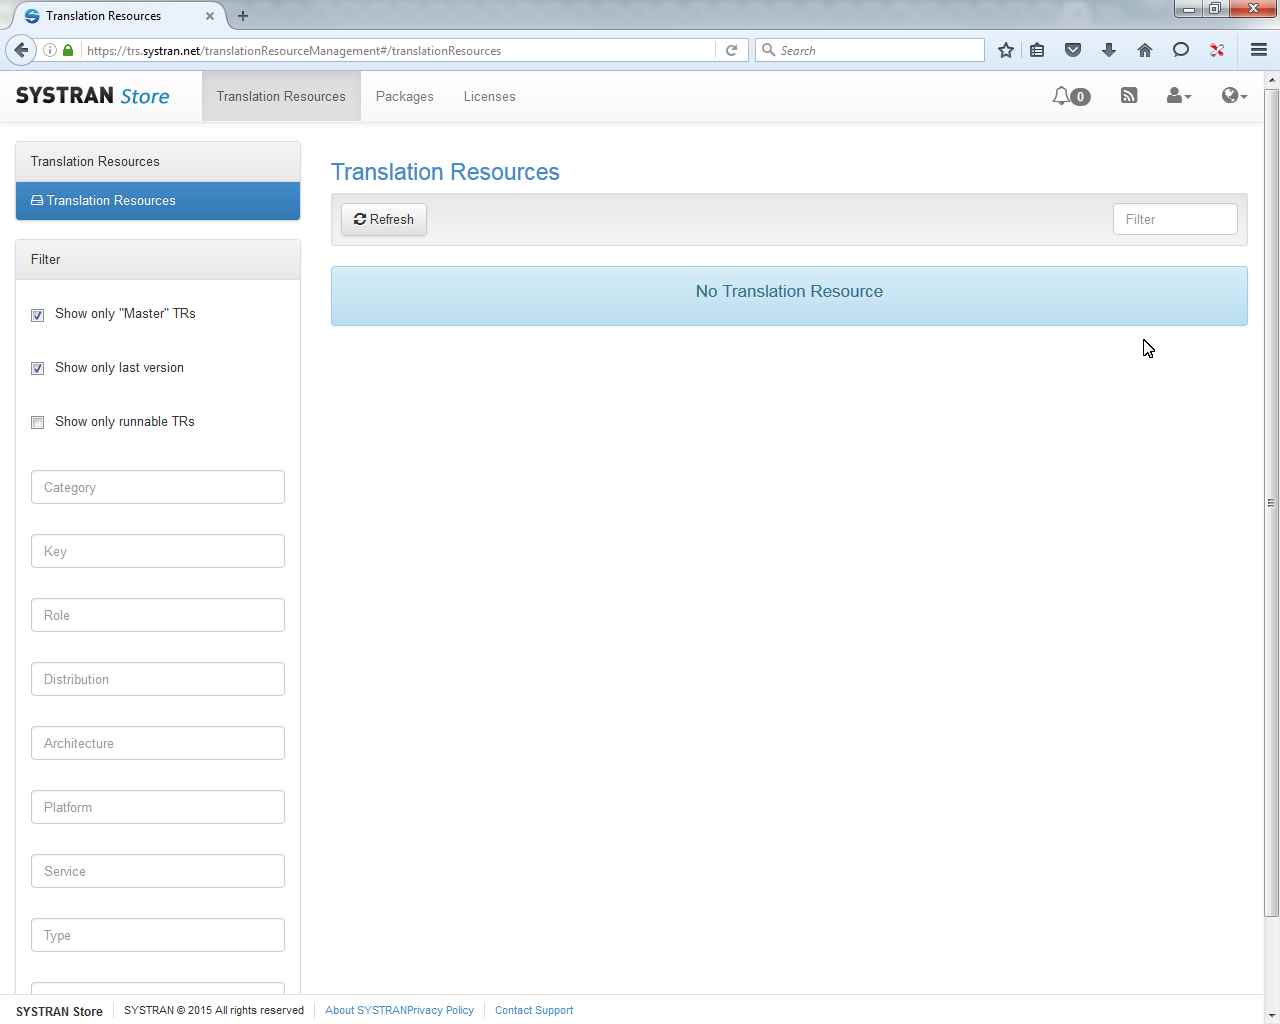 Translation Resources
https://trs.systran.net/translationResourceManagement#/translationResources
Search
SYSTRAN Store
Translation Resources
Packages
Licenses
0
Translation Resources
Translation Resources
Filter
Show only "Master" TRs
Show only last version
Show only runnable TRs
Category
Key
Role
Distribution
Architecture
Platform
Service
Type
Translation Resources
Refresh
Filter
No Translation Resource
SYSTRAN Store
SYSTRAN © 2015 All rights reserved
About SYSTRANPrivacy Policy
Contact Support